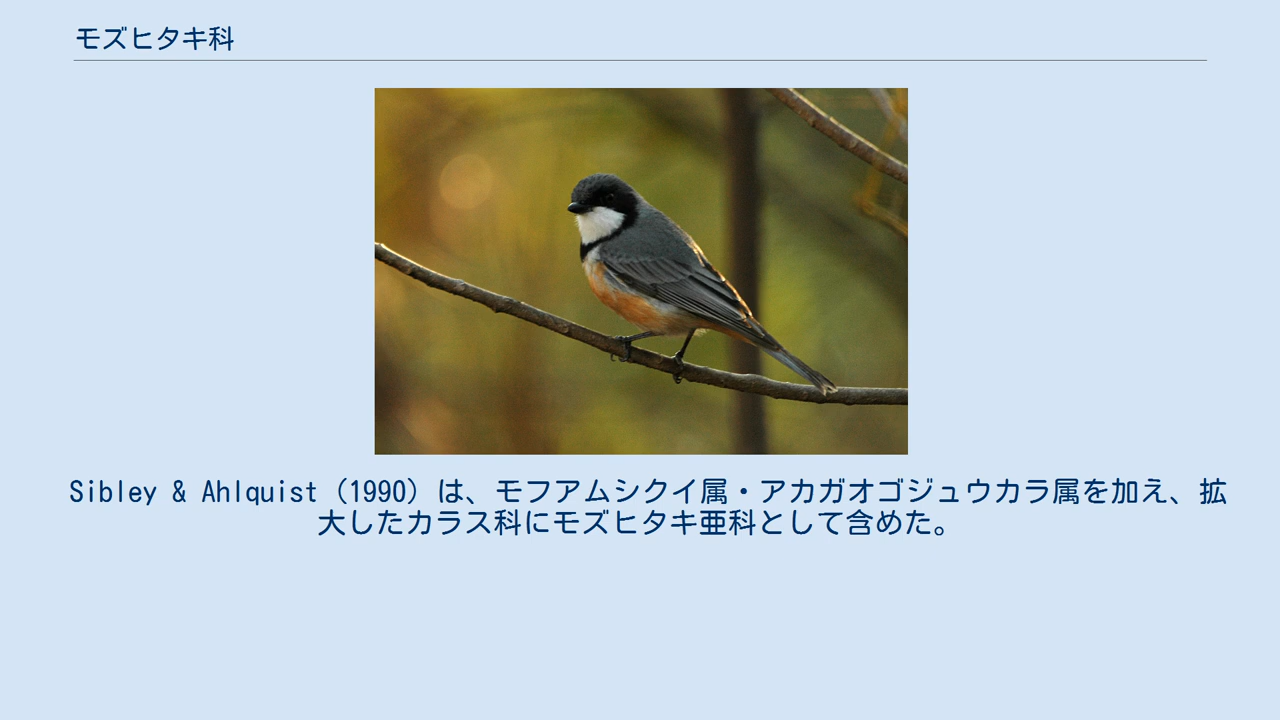 モズヒタキ科
Sibley & Ahlquist（1990）は、モフアムシクイ属・アカガオゴジュウカラ属を加え、拡
大したカラス科にモズヒタキ亜科として含めた。